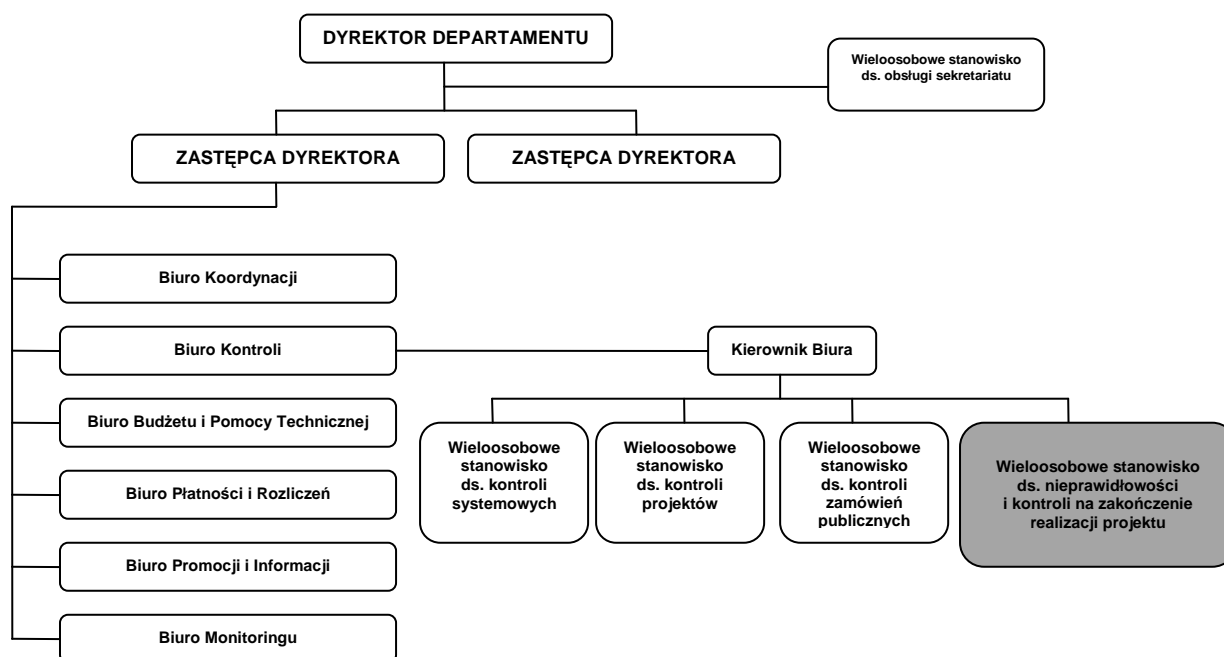 DYREKTOR DEPARTAMENTU
Wieloosobowe stanowisko
ds. obsługi sekretariatu
ZASTĘPCA DYREKTORA
ZASTĘPCA DYREKTORA
Biuro Koordynacji
Biuro Kontroli
Kierownik Biura
Biuro Budżetu i Pomocy Technicznej
Wieloosobowe
stanowisko
ds. kontroli
systemowych
Wieloosobowe
stanowisko
ds. kontroli
projektów
Wieloosobowe
stanowisko
ds. kontroli
zamówień
publicznych
Wieloosobowe stanowisko
ds. nieprawidłowości
i kontroli na zakończenie
realizacji projektu
Biuro Płatności i Rozliczeń
Biuro Promocji i Informacji
Biuro Monitoringu